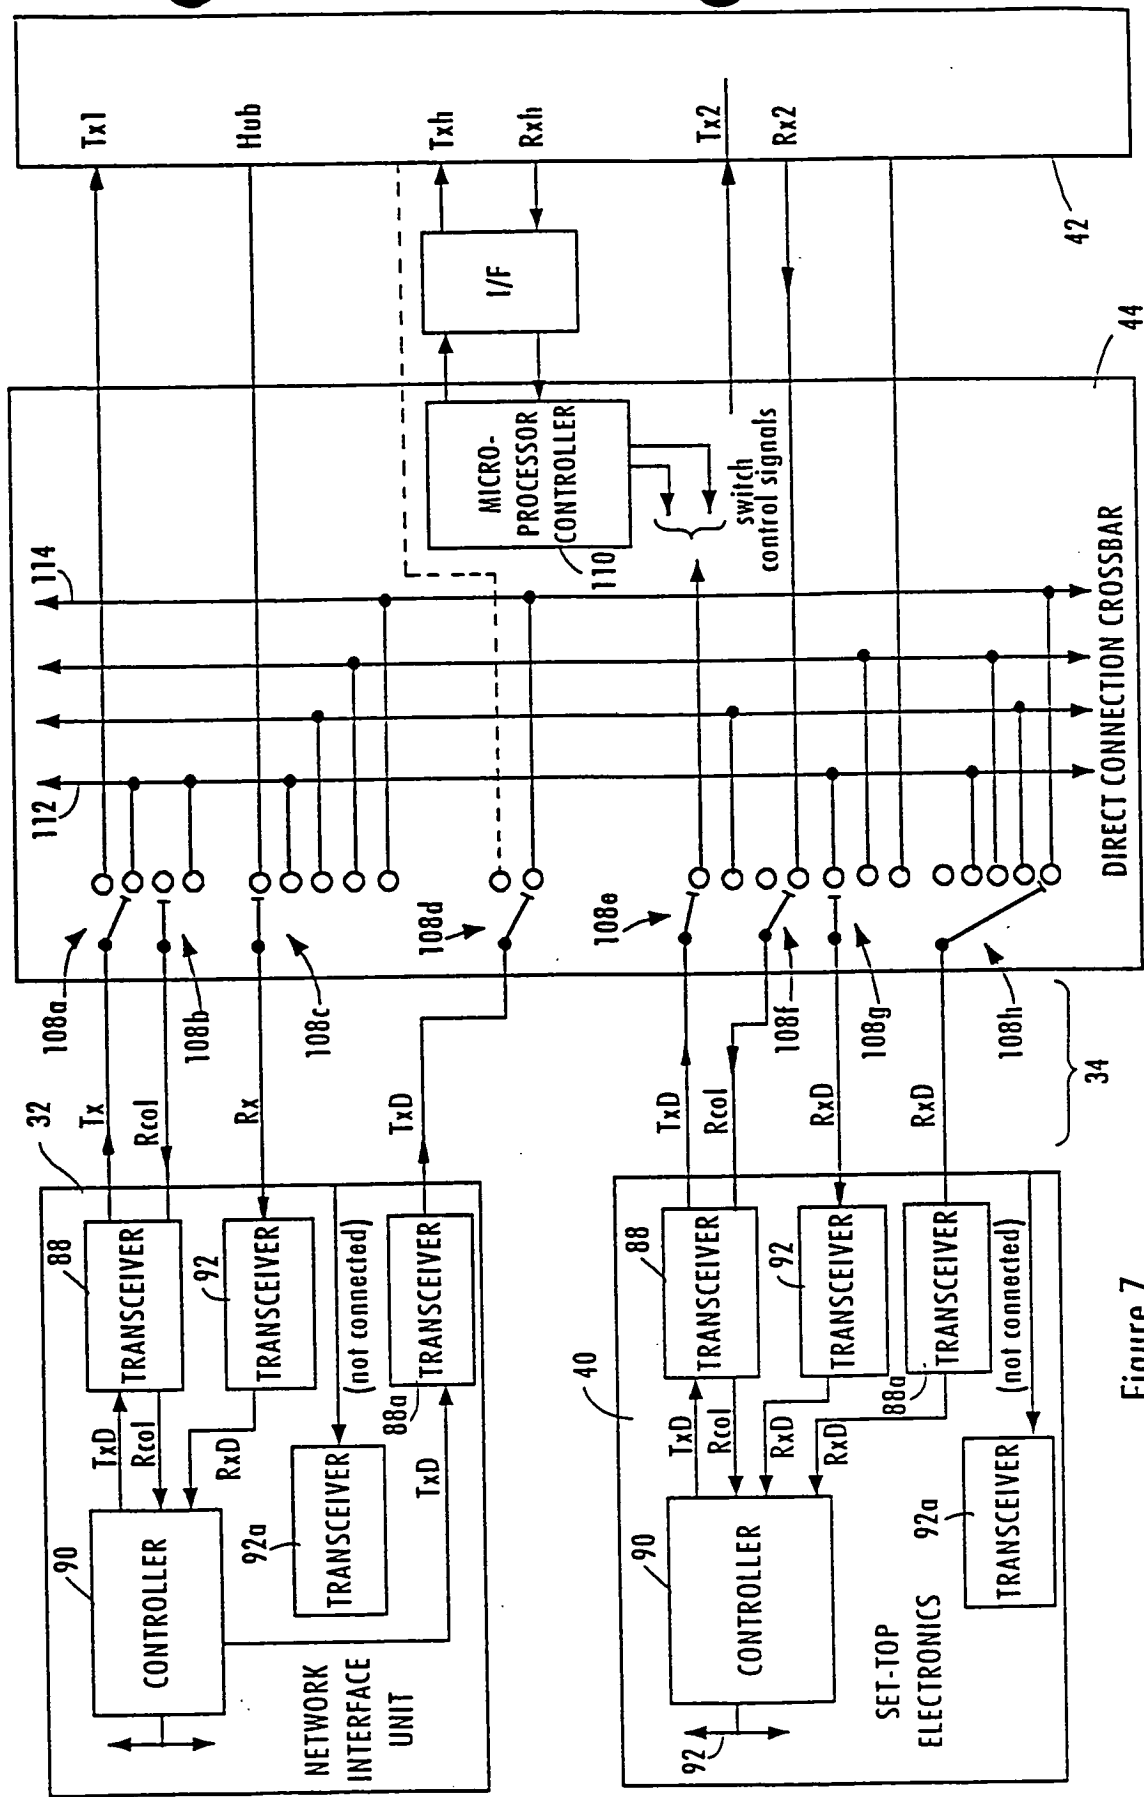 32
90
88
CONTROLLER
TxD
Rcol
TRANSCEIVER
Tx
Rcol
RxD
92
TRANSCEIVER
Rx
92a
TRANSCEIVER
(not connected)
88a
TRANSCEIVER
TxD
TxD
NETWORK
INTERFACE
UNIT
108a
108b
108c
108d
112
114
Tx1
Hub
Txh
Rxh
I/F
MICRO-
PROCESSOR
CONTROLLER
110
switch
control signals
Tx2
Rx2
42
44
40
90
88
CONTROLLER
TxD
Rcol
TRANSCEIVER
TxD
Rcol
RxD
92
TRANSCEIVER
RxD
RxD
88a
TRANSCEIVER
RxD
92a
TRANSCEIVER
(not connected)
92
SET-TOP
ELECTRONICS
34
108e
108f
108g
108h
DIRECT CONNECTION CROSSBAR
Figure 7